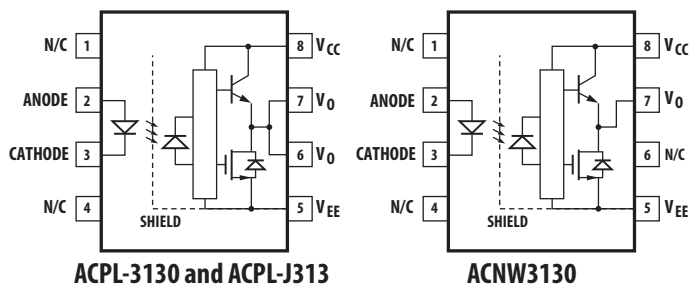 N/C 1
8 VCC
ANODE 2
7 VO
CATHODE 3
6 VO
N/C 4
SHIELD
5 VEE
ACPL-3130 and ACPL-J313
N/C 1
8 VCC
ANODE 2
7 VO
CATHODE 3
6 N/C
N/C 4
SHIELD
5 VEE
ACNW3130